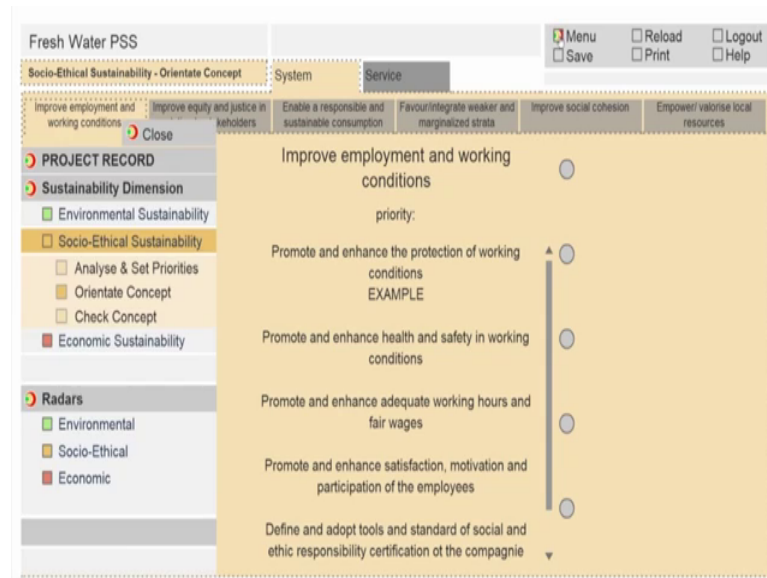 Fresh Water PSS
Menu
Reload
Logout
Save
Print
Help
Socio-Ethical Sustainability - Orientate Concept
System
Service
Improve employment and
working conditions
Improve equity and justice in
keholders
Enable a responsible and
sustainable consumption
Favour/integrate weaker and
marginalized strata
Improve social cohesion
Empower/ valorise local
resources
Close
PROJECT RECORD
Sustainability Dimension
Environmental Sustainability
Socio-Ethical Sustainability
Analyse & Set Priorities
Orientate Concept
Check Concept
Economic Sustainability
Radars
Environmental
Socio-Ethical
Economic
Improve employment and working
conditions
priority:
Promote and enhance the protection of working
conditions
EXAMPLE
Promote and enhance health and safety in working
conditions
Promote and enhance adequate working hours and
fair wages
Promote and enhance satisfaction, motivation and
participation of the employees
Define and adopt tools and standard of social and
ethic responsibility certification ot the compagnie